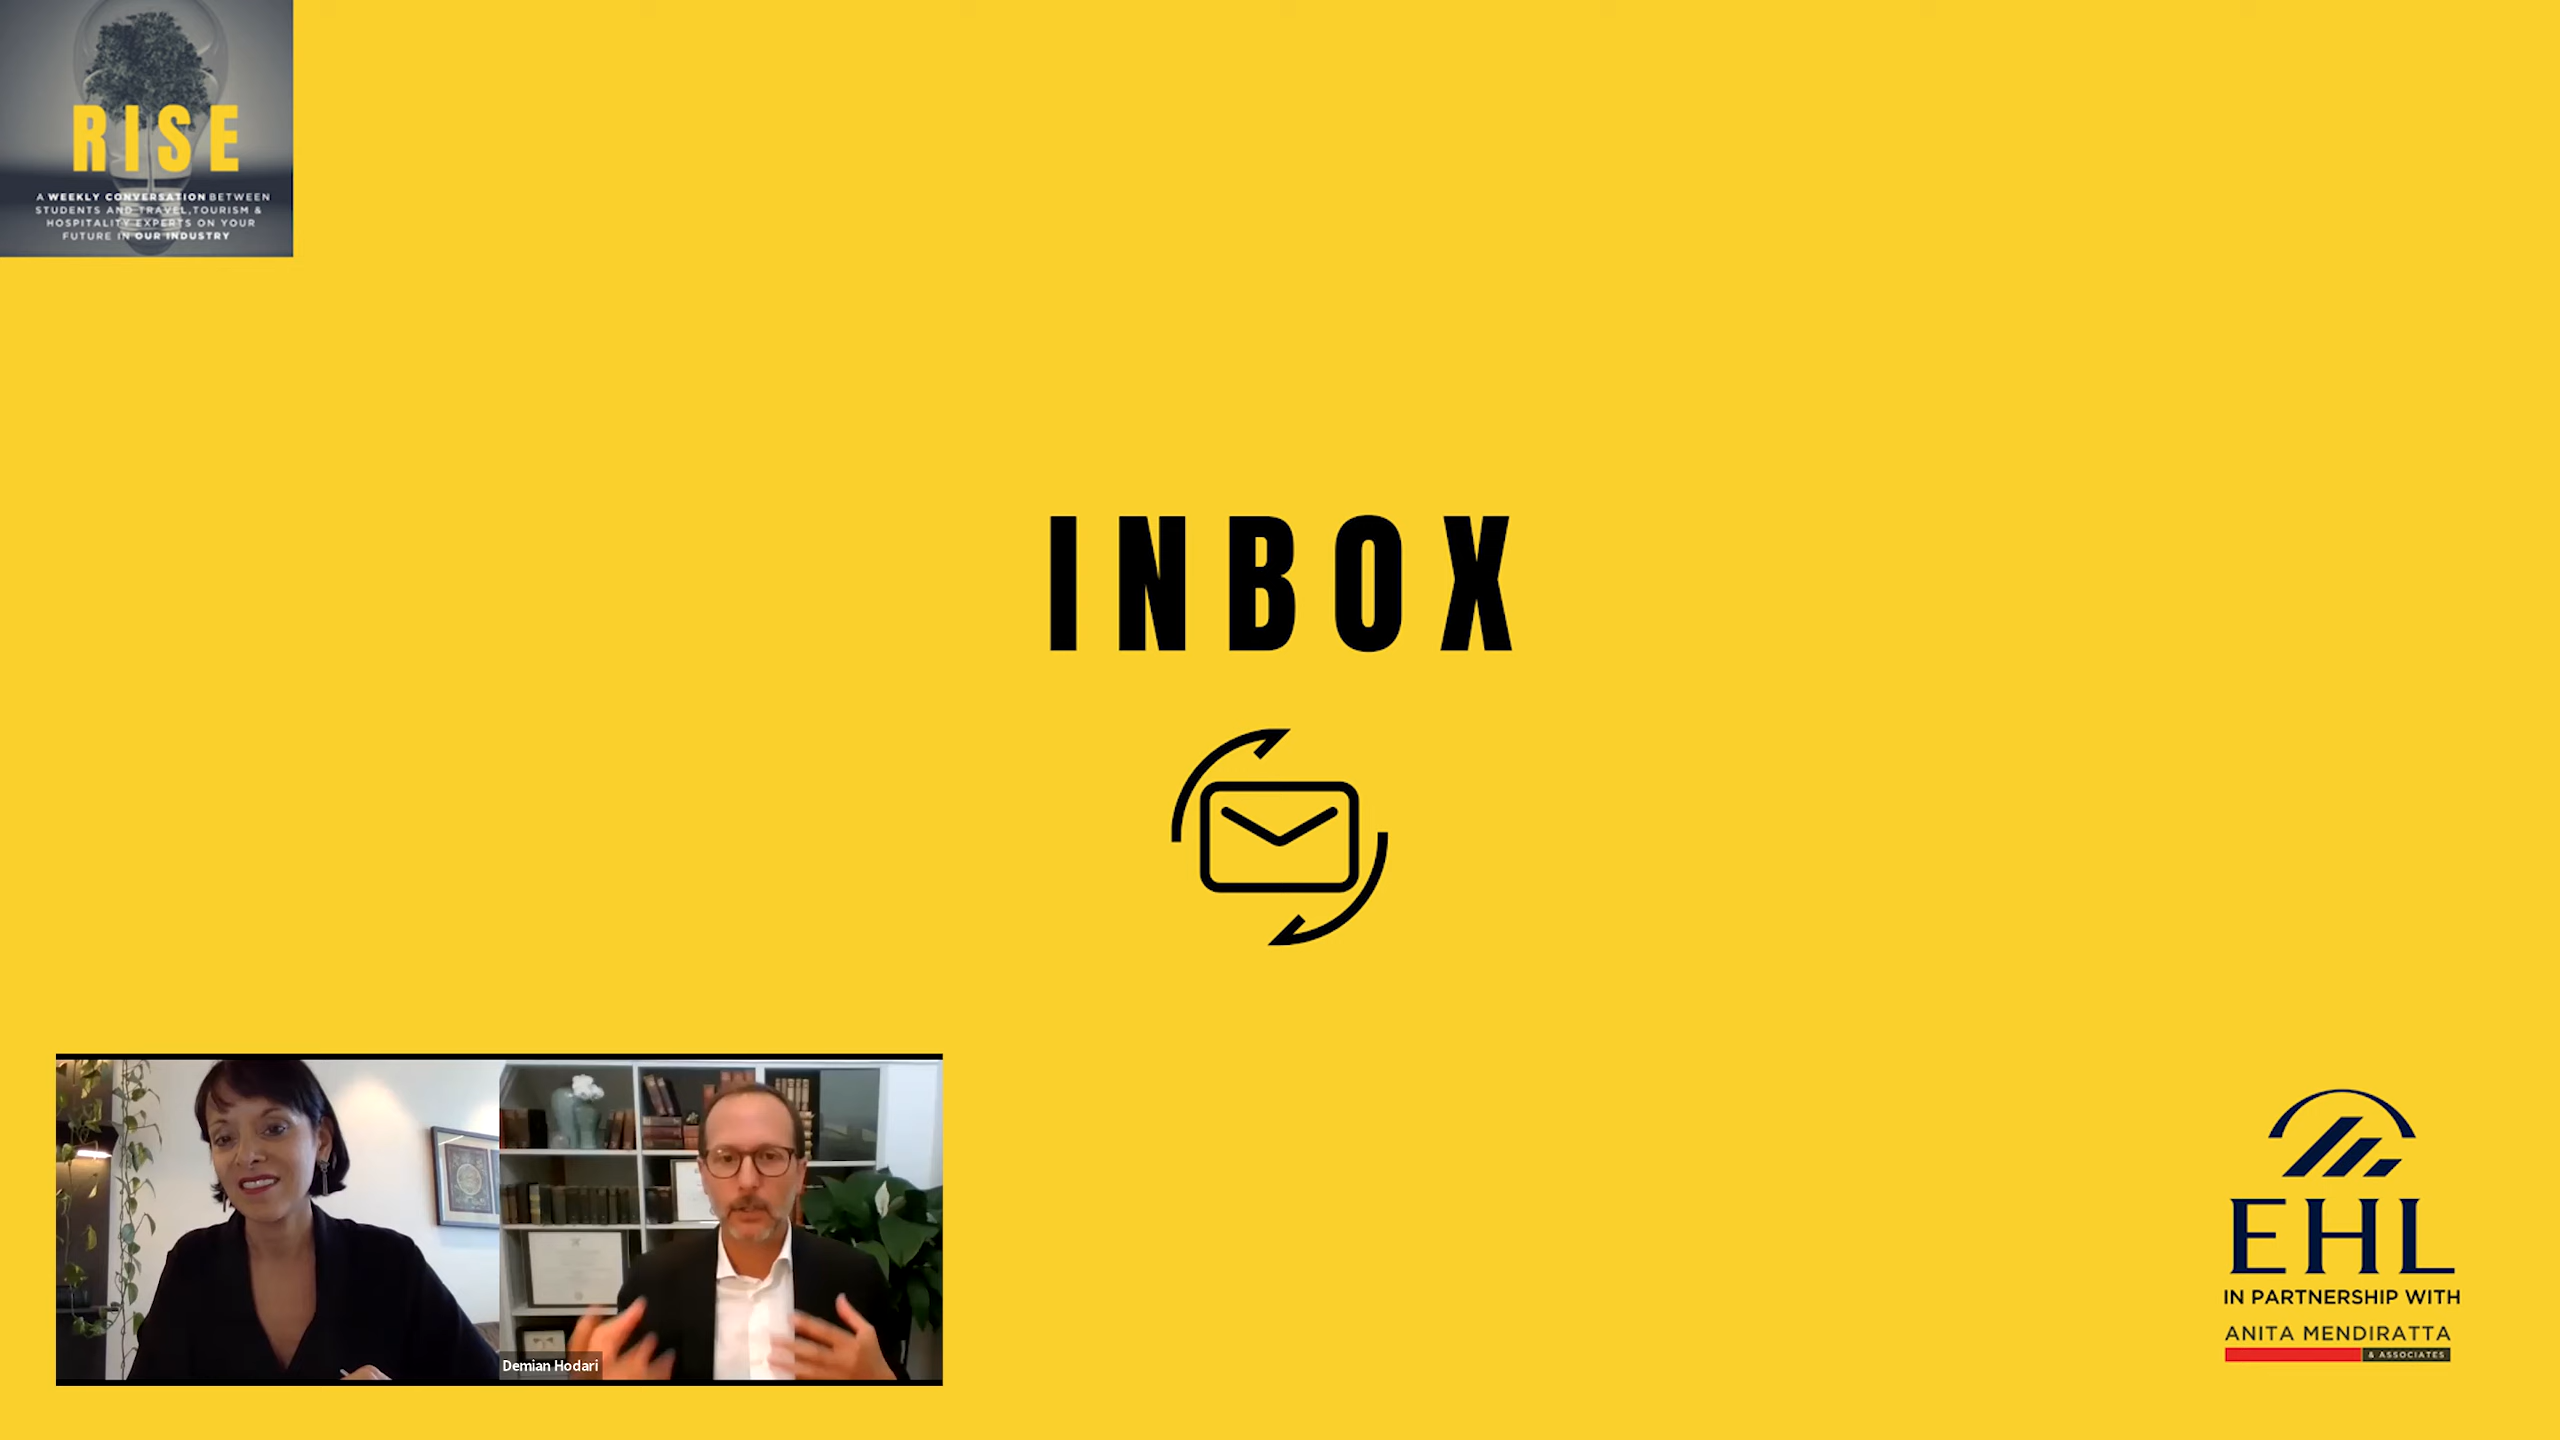 RISE
A WEEKLY CONVERSATION BETWEEN
STUDENTS AND TRAVEL, TOURISM &
HOSPITALITY EXPERTS ON YOUR
FUTURE IN OUR INDUSTRY
INBOX
Demian Hodari
EHL
IN PARTNERSHIP WITH
ANITA MENDIRATTA
& ASSOCIATES